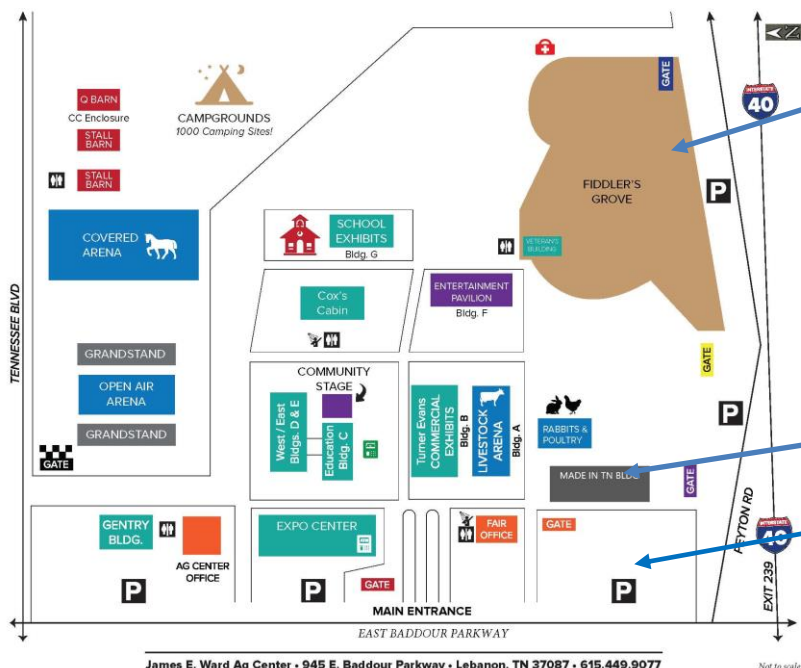 Q BARN
CC Enclosure
STALL
BARN
STALL
BARN
CAMPGROUNDS
1000 Camping Sites!
GATE
N
INTERSTATE
40
FIDDLER'S
GROVE
P
COVERED
ARENA
SCHOOL
EXHIBITS
Bldg. G
VETERAN'S
BUILDING
Cox's
Cabin
ENTERTAINMENT
PAVILION
Bldg. F
TENNESSEE BLVD
GRANDSTAND
OPEN AIR
ARENA
GRANDSTAND
GATE
COMMUNITY
STAGE
West / East
Bldgs. D & E
Education
Bldg. C
Turner Evans
COMMERCIAL
EXHIBITS
Bldg. B
LIVESTOCK
ARENA
Bldg. A
RABBITS &
POULTRY
GATE
P
MADE IN TN BLDG
GATE
GENTRY
BLDG.
AG CENTER
OFFICE
P
EXPO CENTER
P
GATE
FAIR
OFFICE
GATE
P
PEYTON RD
INTERSTATE
40
EXIT 239
MAIN ENTRANCE
EAST BADDOUR PARKWAY
James E. Ward Ag Center • 945 E. Baddour Parkway • Lebanon, TN 37087 • 615.449.9077
Not to scale